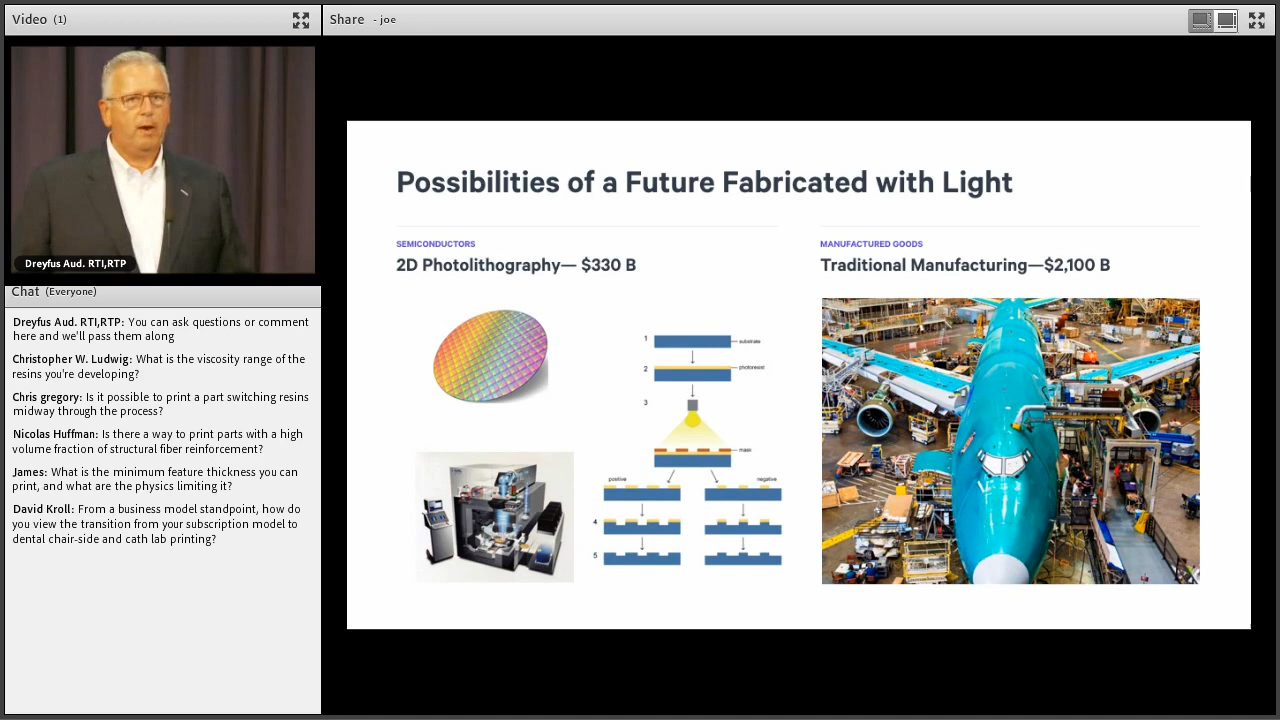 Video (1)
Dreyfus Aud. RTI,RTP
Chat (Everyone)
Dreyfus Aud. RTI,RTP: You can ask questions or comment
here and we'll pass them along
Christopher W. Ludwig: What is the viscosity range of the
resins you're developing?
Chris gregory: Is it possible to print a part switching resins
midway through the process?
Nicolas Huffman: Is there a way to print parts with a high
volume fraction of structural fiber reinforcement?
James: What is the minimum feature thickness you can
print, and what are the physics limiting it?
David Kroll: From a business model standpoint, how do
you view the transition from your subscription model to
dental chair-side and cath lab printing?
Share - joe
Possibilities of a Future Fabricated with Light
SEMICONDUCTORS
2D Photolithography— $330 B
1
substrate
2
photoresist
3
mask
positive
negative
4
5
MANUFACTURED GOODS
Traditional Manufacturing—$2,100 B